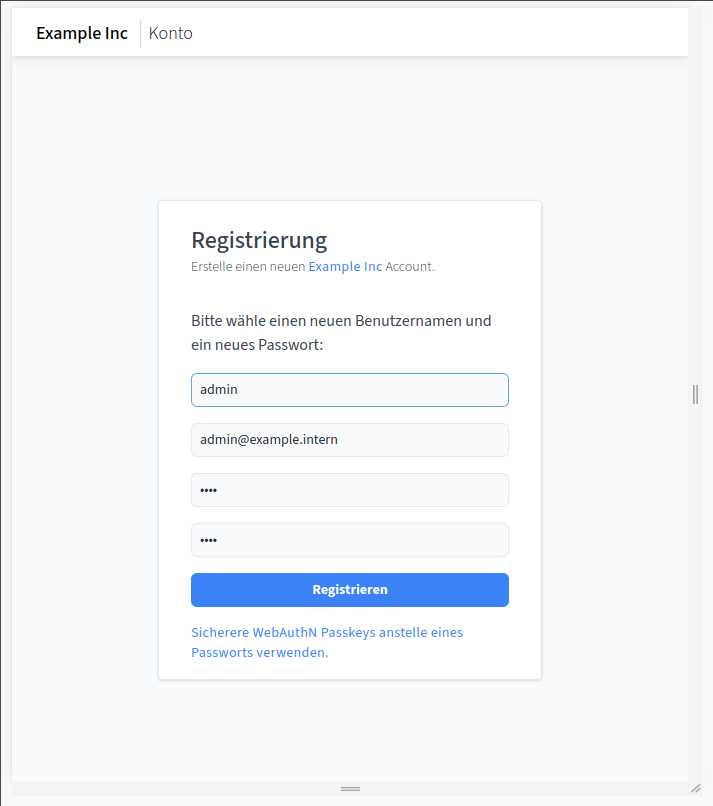 Example Inc Konto
Registrierung
Erstelle einen neuen Example Inc Account.
Bitte wähle einen neuen Benutzernamen und
ein neues Passwort:
admin
admin@example.intern
••••
••••
Registrieren
Sicherere WebAuthN Passkeys anstelle eines
Passworts verwenden.